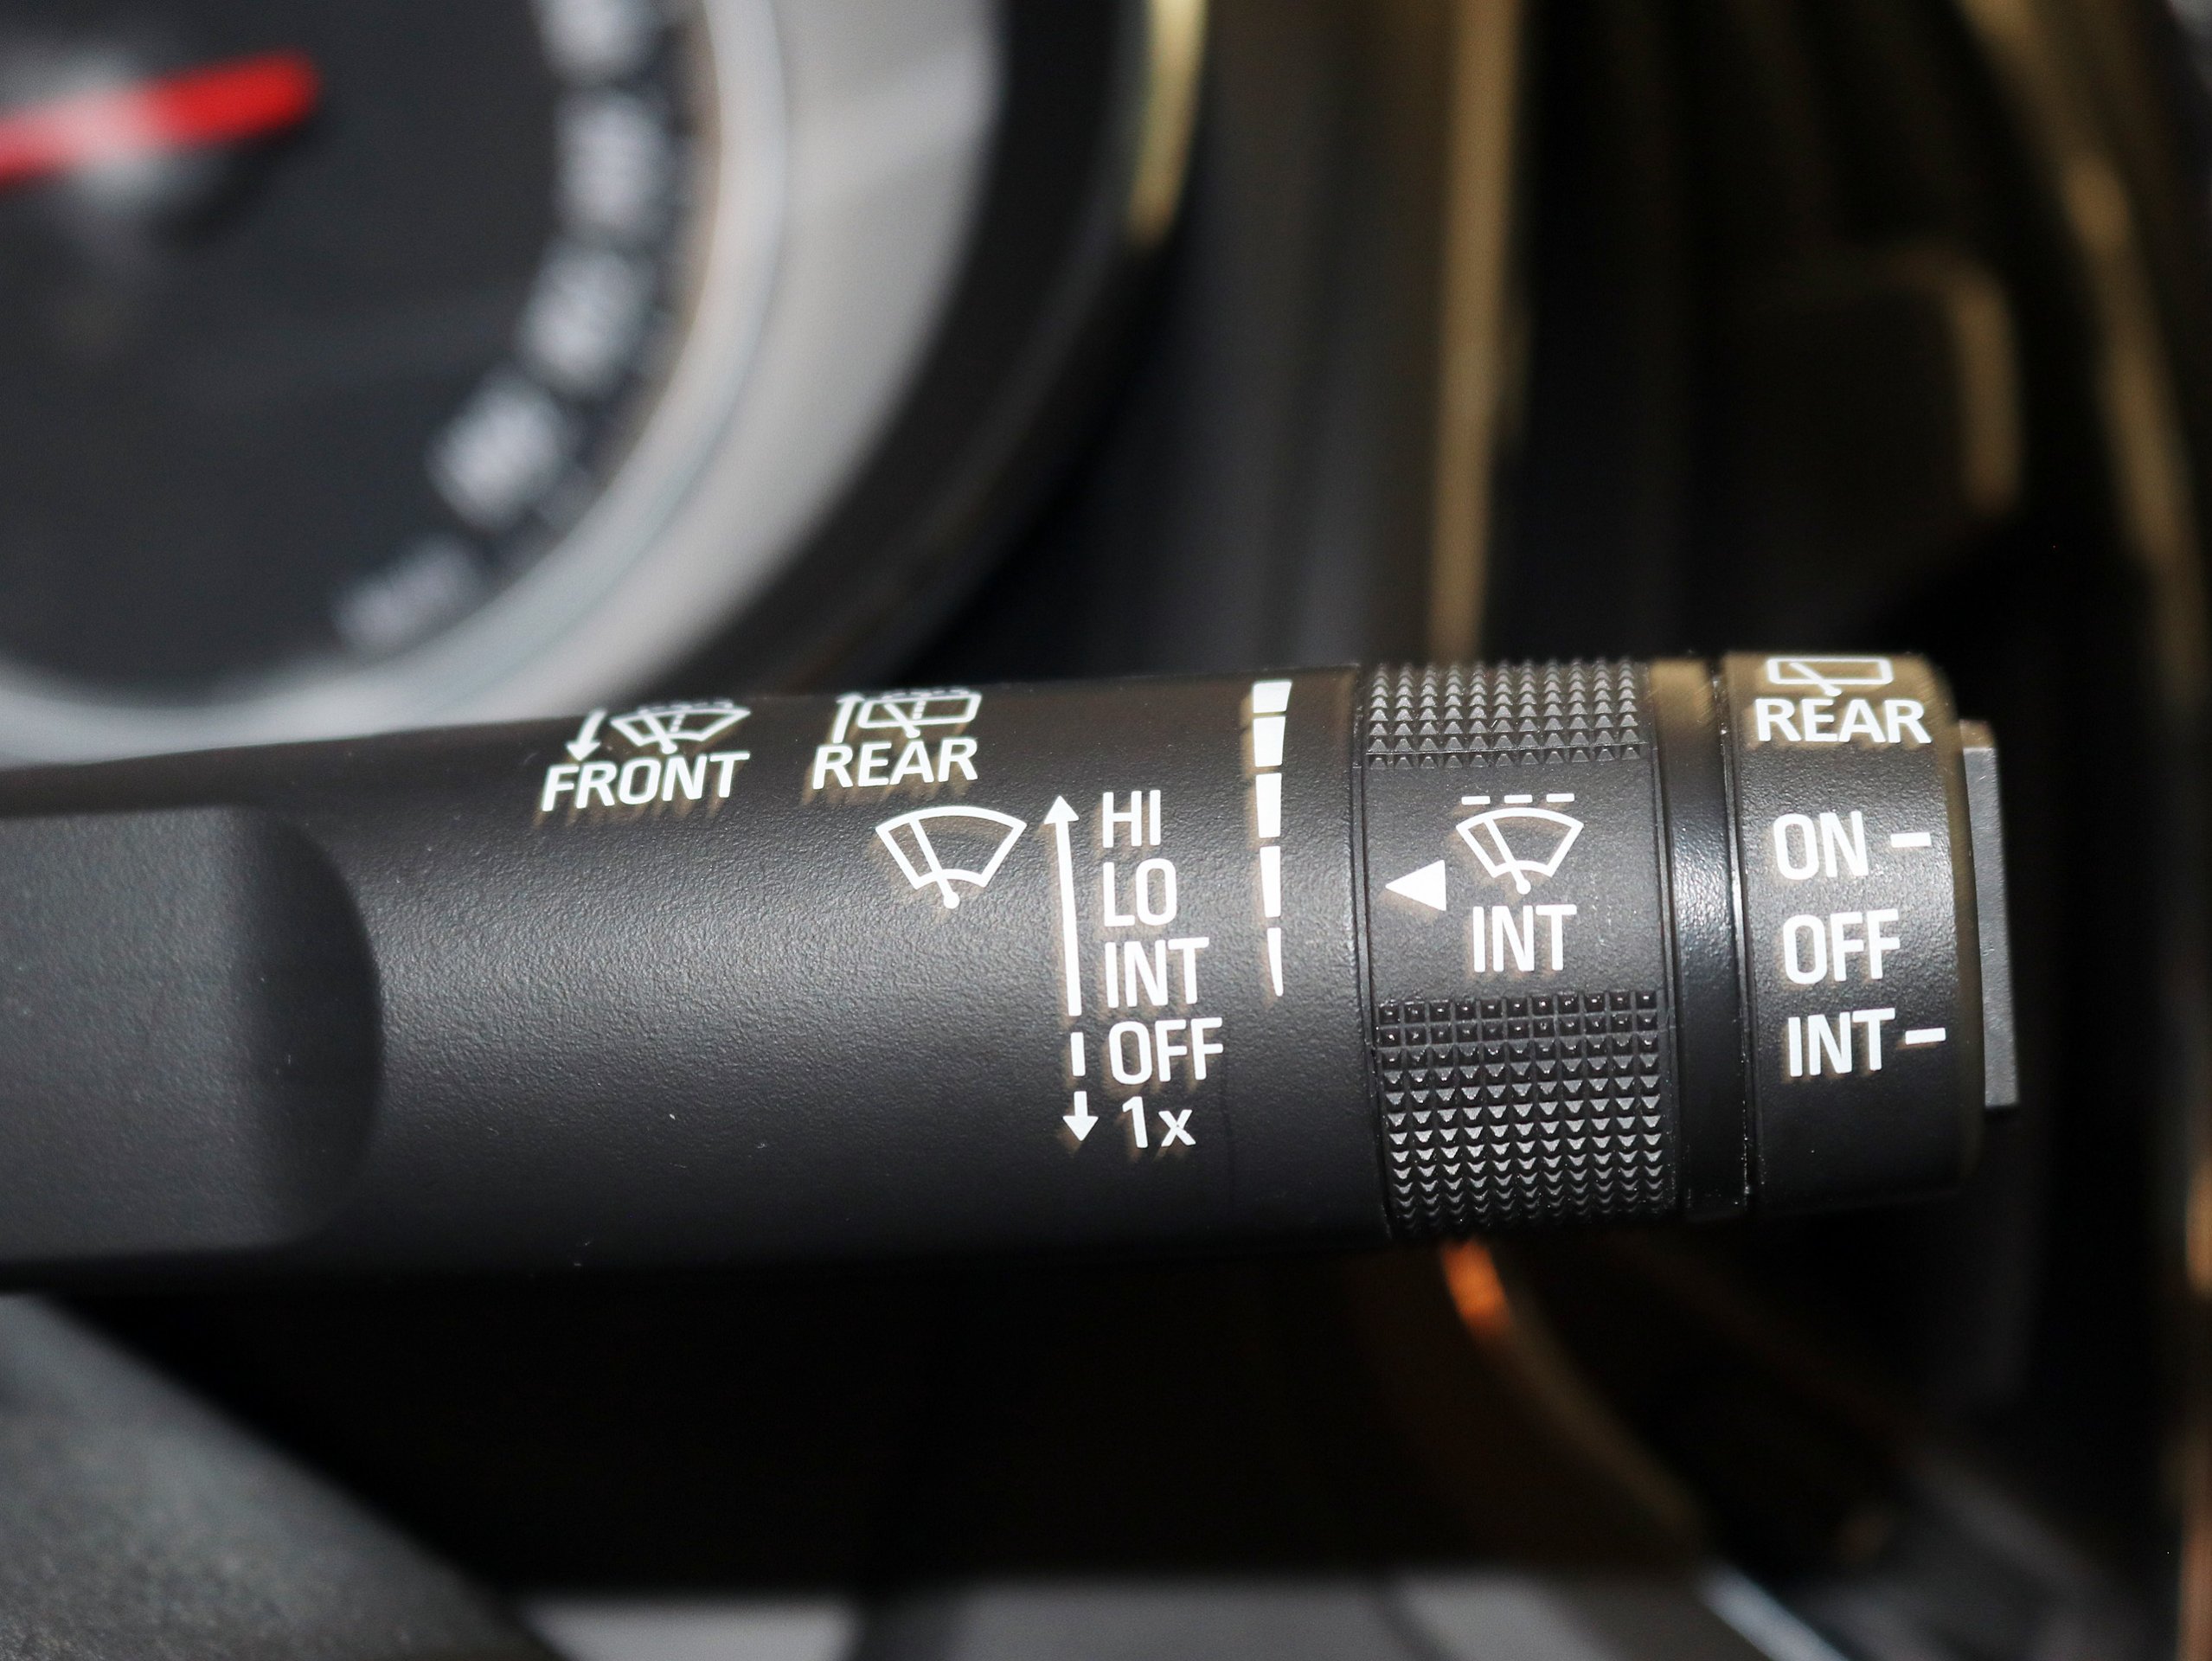 FRONT
REAR
HI
LO
INT
OFF
1x
INT
REAR
ON -
OFF
INT -